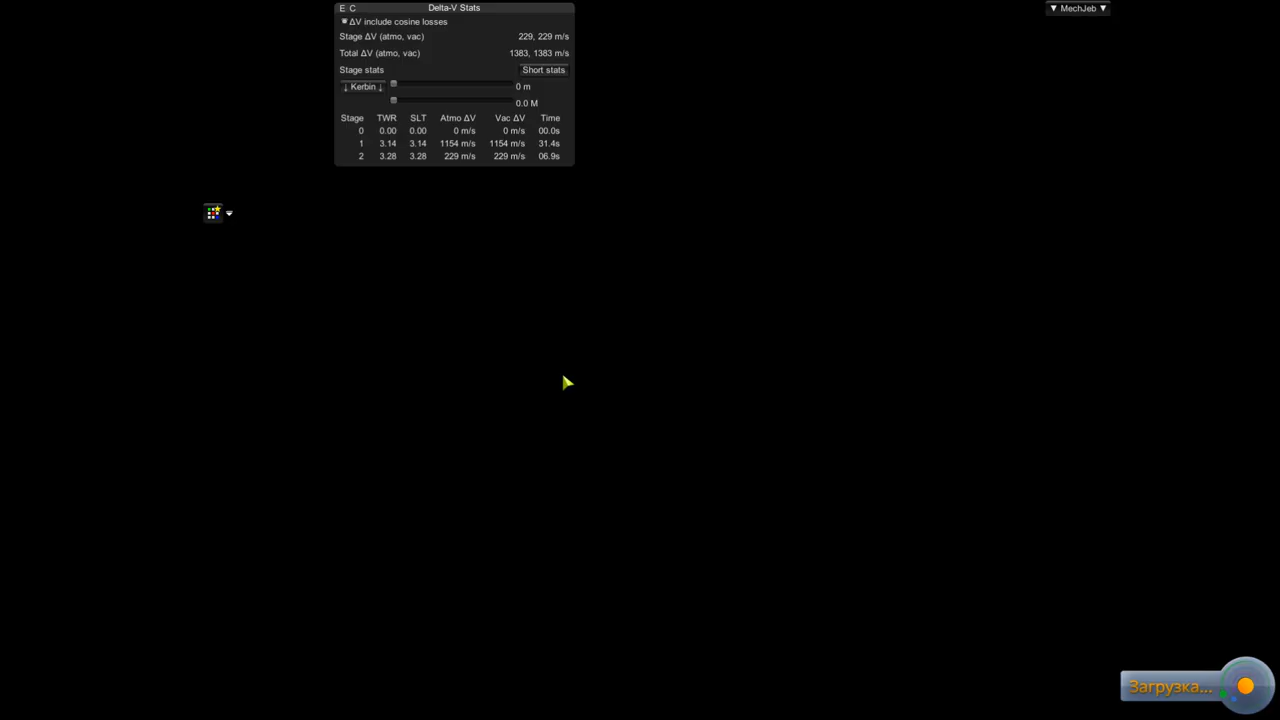 E C Delta-V Stats
▼ MechJeb ▼
ΔV include cosine losses
Stage ΔV (atmo, vac) 229, 229 m/s
Total ΔV (atmo, vac) 1383, 1383 m/s
Stage stats Short stats
↓ Kerbin ↓ 0 m
0.0 M
Stage TWR SLT Atmo ΔV Vac ΔV Time
0 0.00 0.00 0 m/s 0 m/s 00.0s
1 3.14 3.14 1154 m/s 1154 m/s 31.4s
2 3.28 3.28 229 m/s 229 m/s 06.9s
Загрузка...